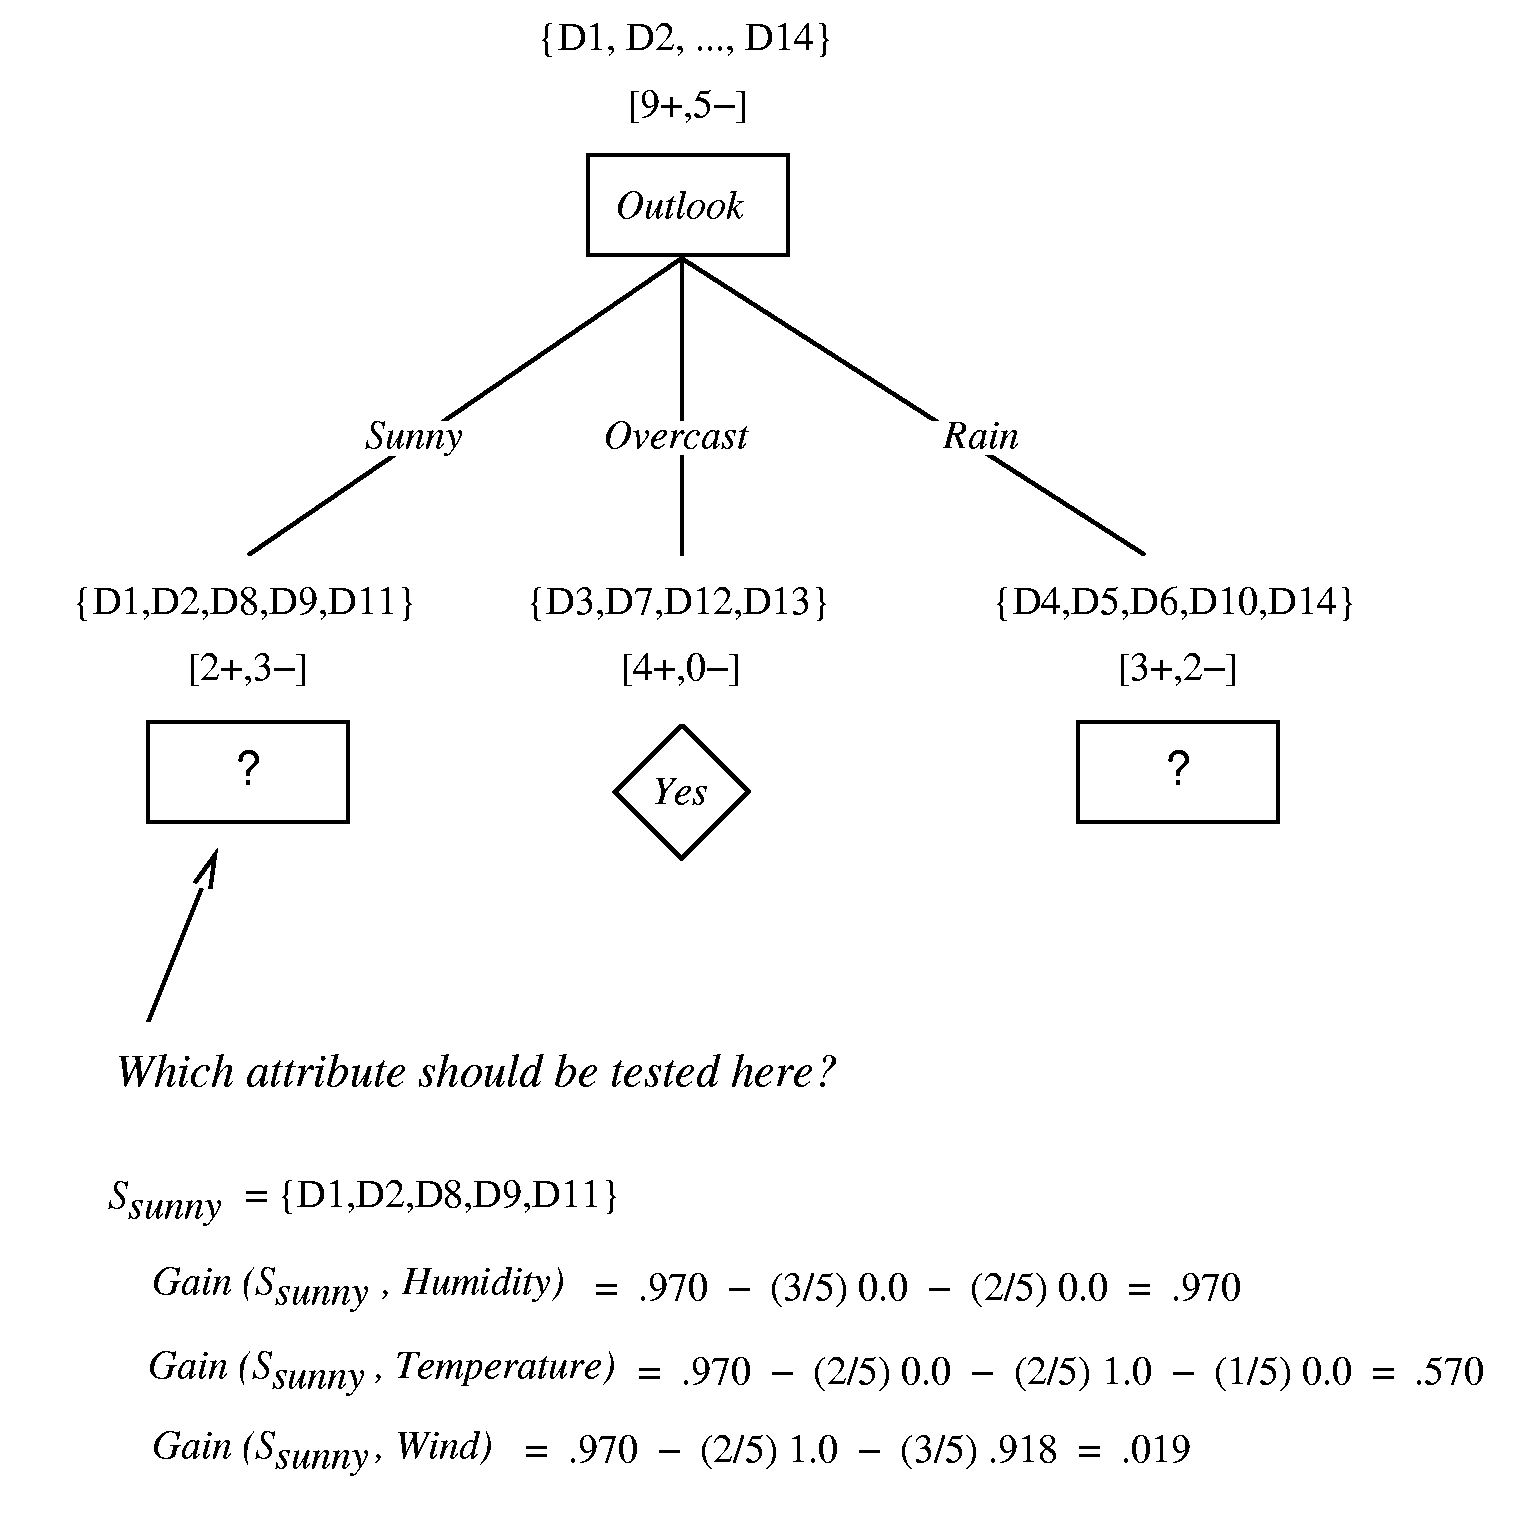 {D1, D2, ..., D14}
[9+,5−]
Outlook
Sunny Overcast Rain
{D1,D2,D8,D9,D11} {D3,D7,D12,D13} {D4,D5,D6,D10,D14}
[2+,3−] [4+,0−] [3+,2−]
? Yes ?
Which attribute should be tested here?
Ssunny = {D1,D2,D8,D9,D11}
Gain (Ssunny , Humidity) = .970 − (3/5) 0.0 − (2/5) 0.0 = .970
Gain (Ssunny , Temperature) = .970 − (2/5) 0.0 − (2/5) 1.0 − (1/5) 0.0 = .570
Gain (Ssunny , Wind) = .970 − (2/5) 1.0 − (3/5) .918 = .019